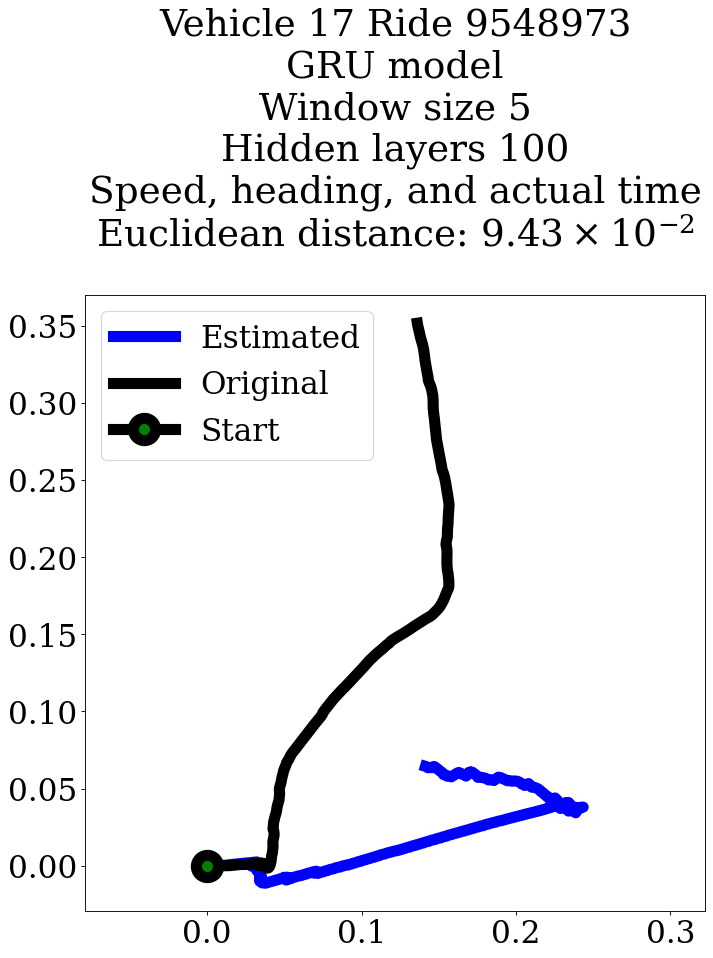 Vehicle 17 Ride 9548973
GRU model
Window size 5
Hidden layers 100
Speed, heading, and actual time
Euclidean distance: 9.43 × 10⁻²
Estimated
Original
Start
0.35
0.30
0.25
0.20
0.15
0.10
0.05
0.00
0.0 0.1 0.2 0.3